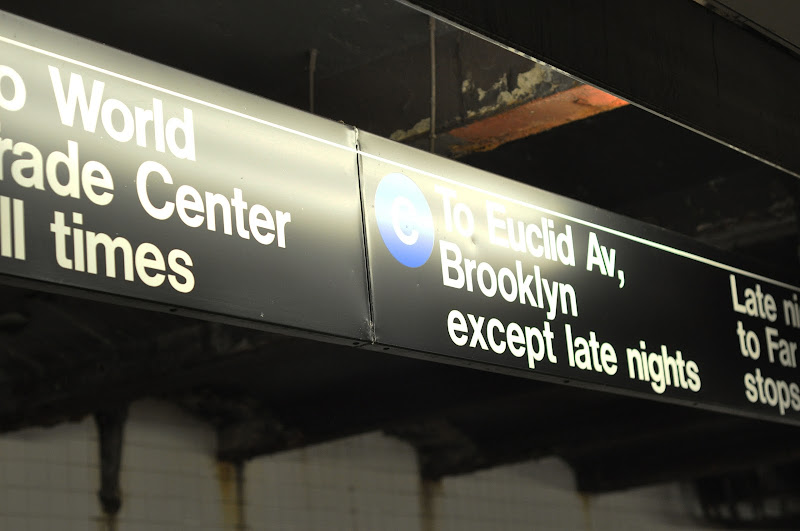 o World
rade Center
ll times
C
To Euclid Av,
Brooklyn
except late nights
Late ni
to Far
stops